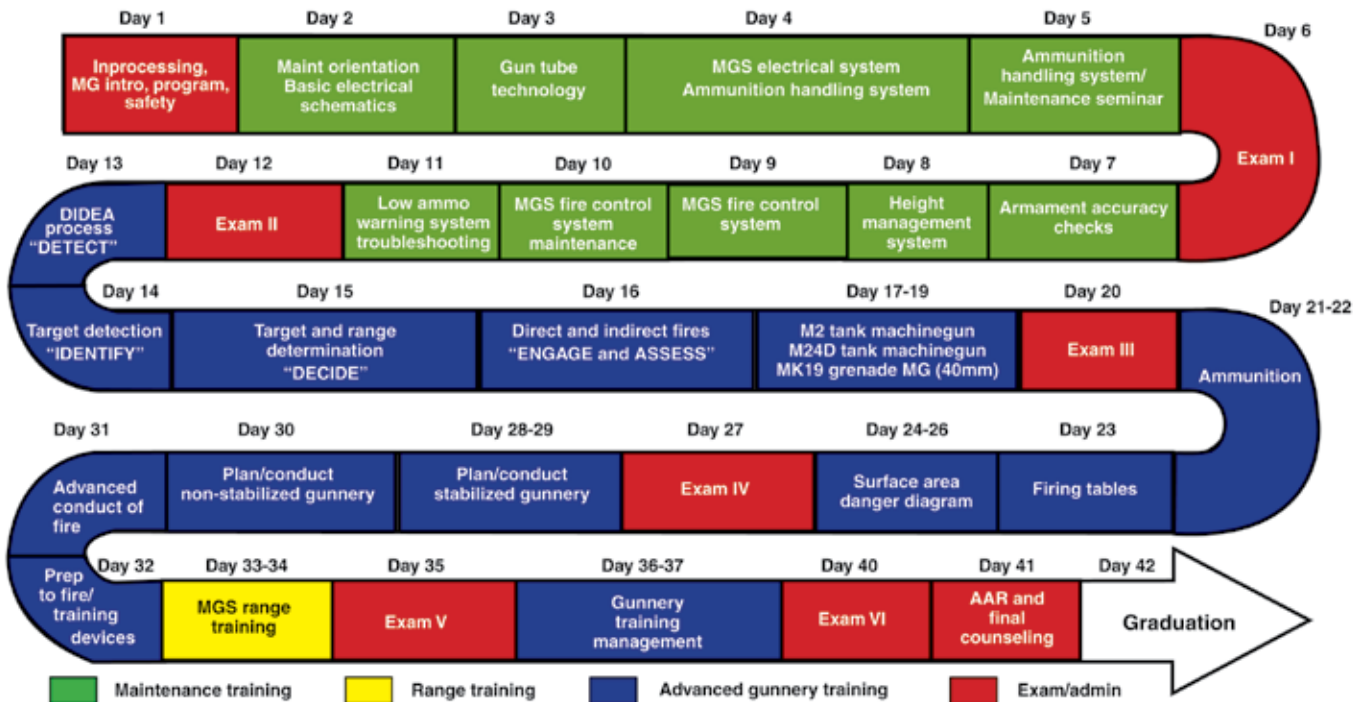 Day 1
Day 2
Day 3
Day 4
Day 5
Day 6
Inprocessing,
MG intro, program,
safety
Maint orientation
Basic electrical
schematics
Gun tube
technology
MGS electrical system
Ammunition handling system
Ammunition
handling system/
Maintenance seminar
Exam I
Day 13
Day 12
Day 11
Day 10
Day 9
Day 8
Day 7
DIDEA
process
“DETECT”
Exam II
Low ammo
warning system
troubleshooting
MGS fire control
system
maintenance
MGS fire control
system
Height
management
system
Armament accuracy
checks
Day 14
Day 15
Day 16
Day 17-19
Day 20
Day 21-22
Target detection
“IDENTIFY”
Target and range
determination
“DECIDE”
Direct and indirect fires
“ENGAGE and ASSESS”
M2 tank machinegun
M24D tank machinegun
MK19 grenade MG (40mm)
Exam III
Ammunition
Day 31
Day 30
Day 28-29
Day 27
Day 24-26
Day 23
Advanced
conduct of
fire
Plan/conduct
non-stabilized gunnery
Plan/conduct
stabilized gunnery
Exam IV
Surface area
danger diagram
Firing tables
Day 32
Day 33-34
Day 35
Day 36-37
Day 40
Day 41
Day 42
Prep
to fire/
training
devices
MGS range
training
Exam V
Gunnery
training
management
Exam VI
AAR and
final
counseling
Graduation
Maintenance training
Range training
Advanced gunnery training
Exam/admin